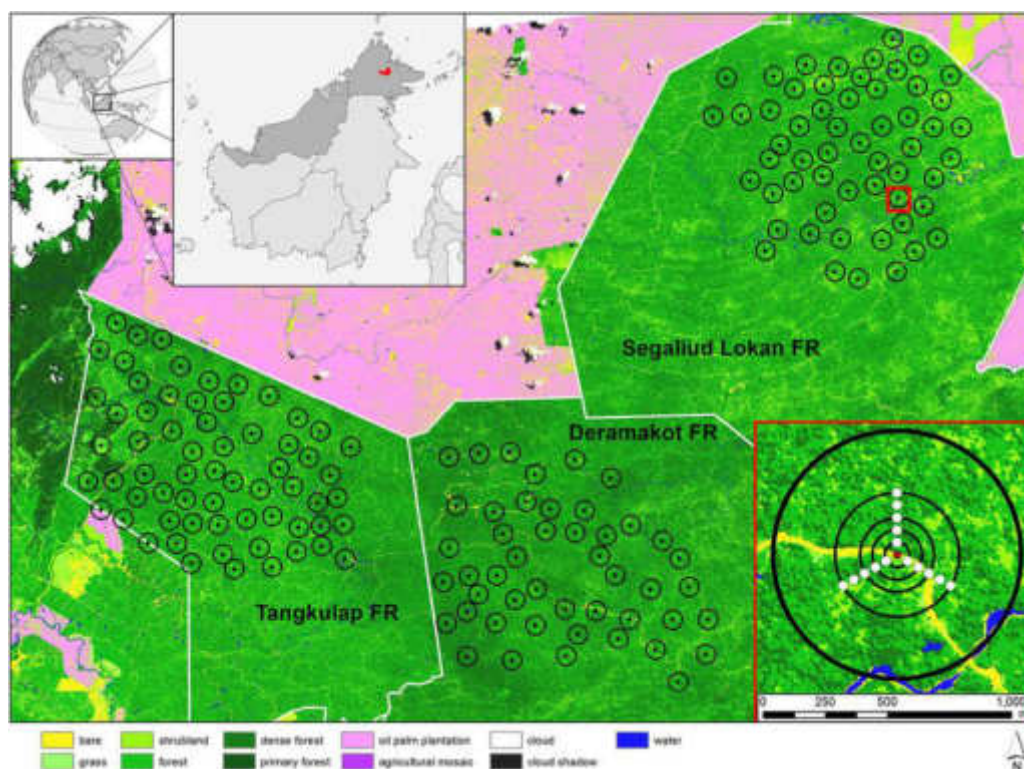 Segaliud Lokan FR
Deramakot FR
Tangkulap FR
0 250 500 1,000
bare shrubland dense forest oil palm plantation cloud water
grass forest primary forest agricultural mosaic cloud shadow
N